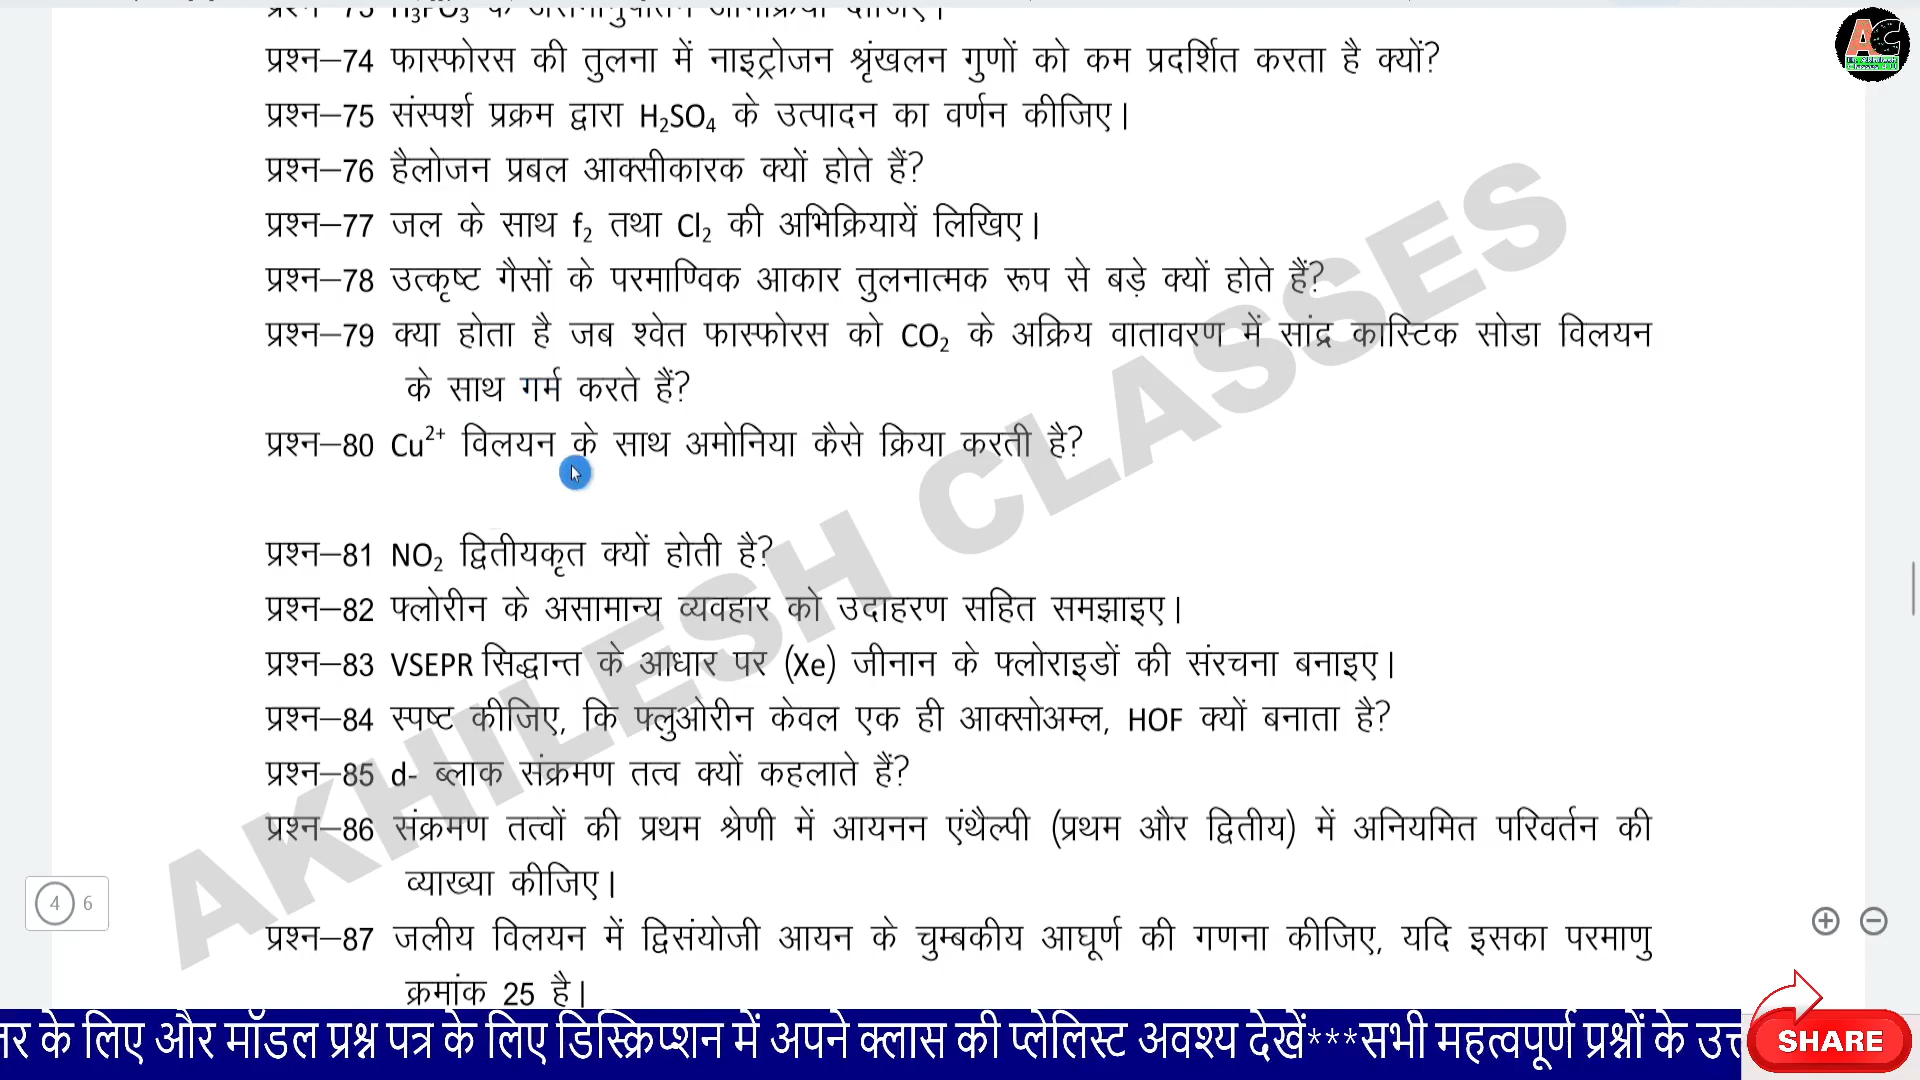 प्रश्न–74 फास्फोरस की तुलना में नाइट्रोजन श्रृंखलन गुणों को कम प्रदर्शित करता है क्यों?
प्रश्न–75 संस्पर्श प्रक्रम द्वारा H₂SO₄ के उत्पादन का वर्णन कीजिए।
प्रश्न–76 हैलोजन प्रबल आक्सीकारक क्यों होते हैं?
प्रश्न–77 जल के साथ f₂ तथा Cl₂ की अभिक्रियायें लिखिए।
प्रश्न–78 उत्कृष्ट गैसों के परमाण्विक आकार तुलनात्मक रूप से बड़े क्यों होते हैं?
प्रश्न–79 क्या होता है जब श्वेत फास्फोरस को CO₂ के अक्रिय वातावरण में सांद्र कास्टिक सोडा विलयन
के साथ गर्म करते हैं?
प्रश्न–80 Cu²⁺ विलयन के साथ अमोनिया कैसे क्रिया करती है?
प्रश्न–81 NO₂ द्वितीयकृत क्यों होती है?
प्रश्न–82 फ्लोरीन के असामान्य व्यवहार को उदाहरण सहित समझाइए।
प्रश्न–83 VSEPR सिद्धान्त के आधार पर (Xe) जीनान के फ्लोराइडों की संरचना बनाइए।
प्रश्न–84 स्पष्ट कीजिए, कि फ्लुओरीन केवल एक ही आक्सोअम्ल, HOF क्यों बनाता है?
प्रश्न–85 d- ब्लाक संक्रमण तत्व क्यों कहलाते हैं?
प्रश्न–86 संक्रमण तत्वों की प्रथम श्रेणी में आयनन एंथैल्पी (प्रथम और द्वितीय) में अनियमित परिवर्तन की
व्याख्या कीजिए।
प्रश्न–87 जलीय विलयन में द्विसंयोजी आयन के चुम्बकीय आघूर्ण की गणना कीजिए, यदि इसका परमाणु
क्रमांक 25 है।
AKHILESH CLASSES
AC
4 6
के लिए और मॉडल प्रश्न पत्र के लिए डिस्क्रिप्शन में अपने क्लास की प्लेलिस्ट अवश्य देखें***सभी महत्वपूर्ण प्रश्नों के
SHARE